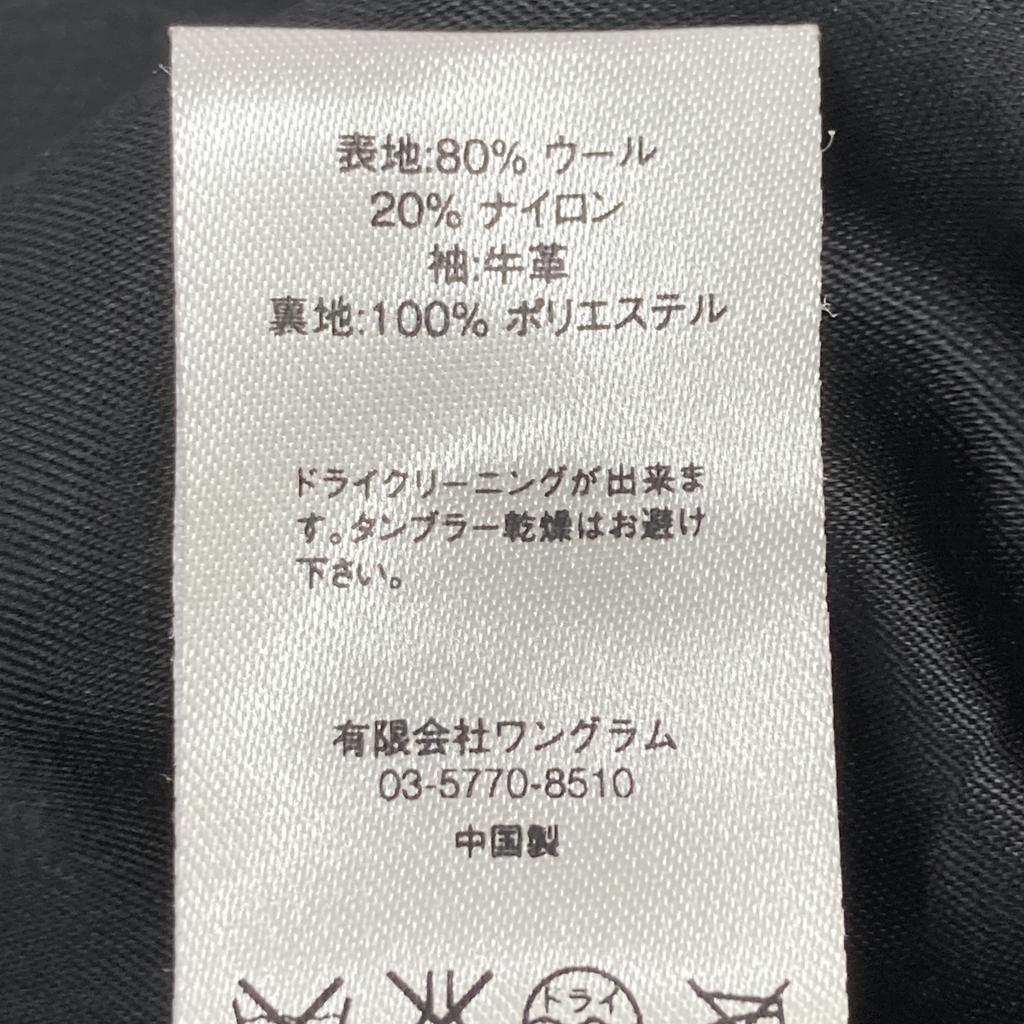 表地:80% ウール
20% ナイロン
袖:牛革
裏地:100% ポリエステル
ドライクリーニングが出来ま
す。タンブラー乾燥はお避け
下さい。
有限会社ワングラム
03-5770-8510
中国製
ドライ